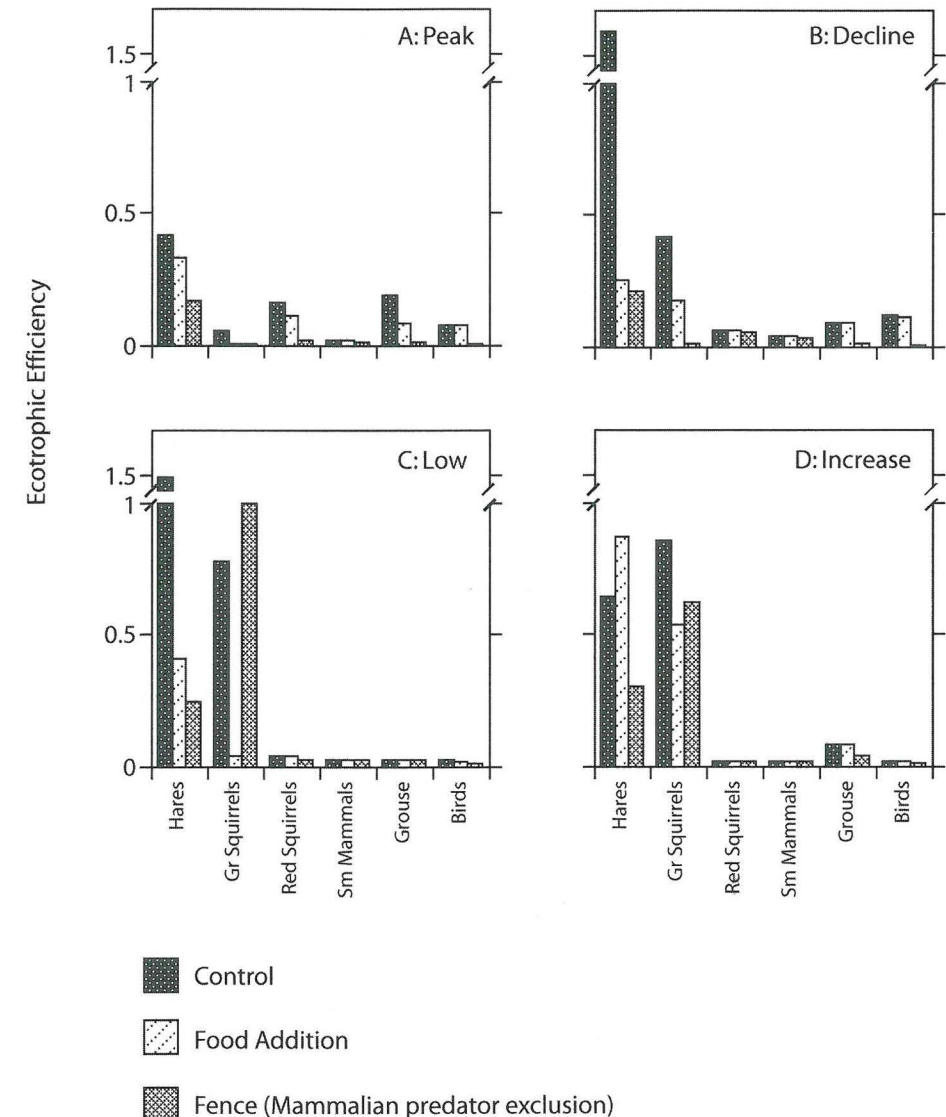 A: Peak
1.5
1
0.5
0
B: Decline
Ecotrophic Efficiency
C: Low
1.5
1
0.5
0
D: Increase
Hares
Gr Squirrels
Red Squirrels
Sm Mammals
Grouse
Birds
Hares
Gr Squirrels
Red Squirrels
Sm Mammals
Grouse
Birds
Control
Food Addition
Fence (Mammalian predator exclusion)